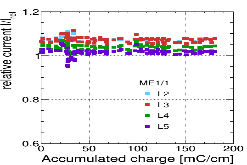 relative current [I]
1.2
1
0.8
0.6
ME1/1
L2
L3
L4
L5
0 50 100 150 200
Accumulated charge [mC/cm]